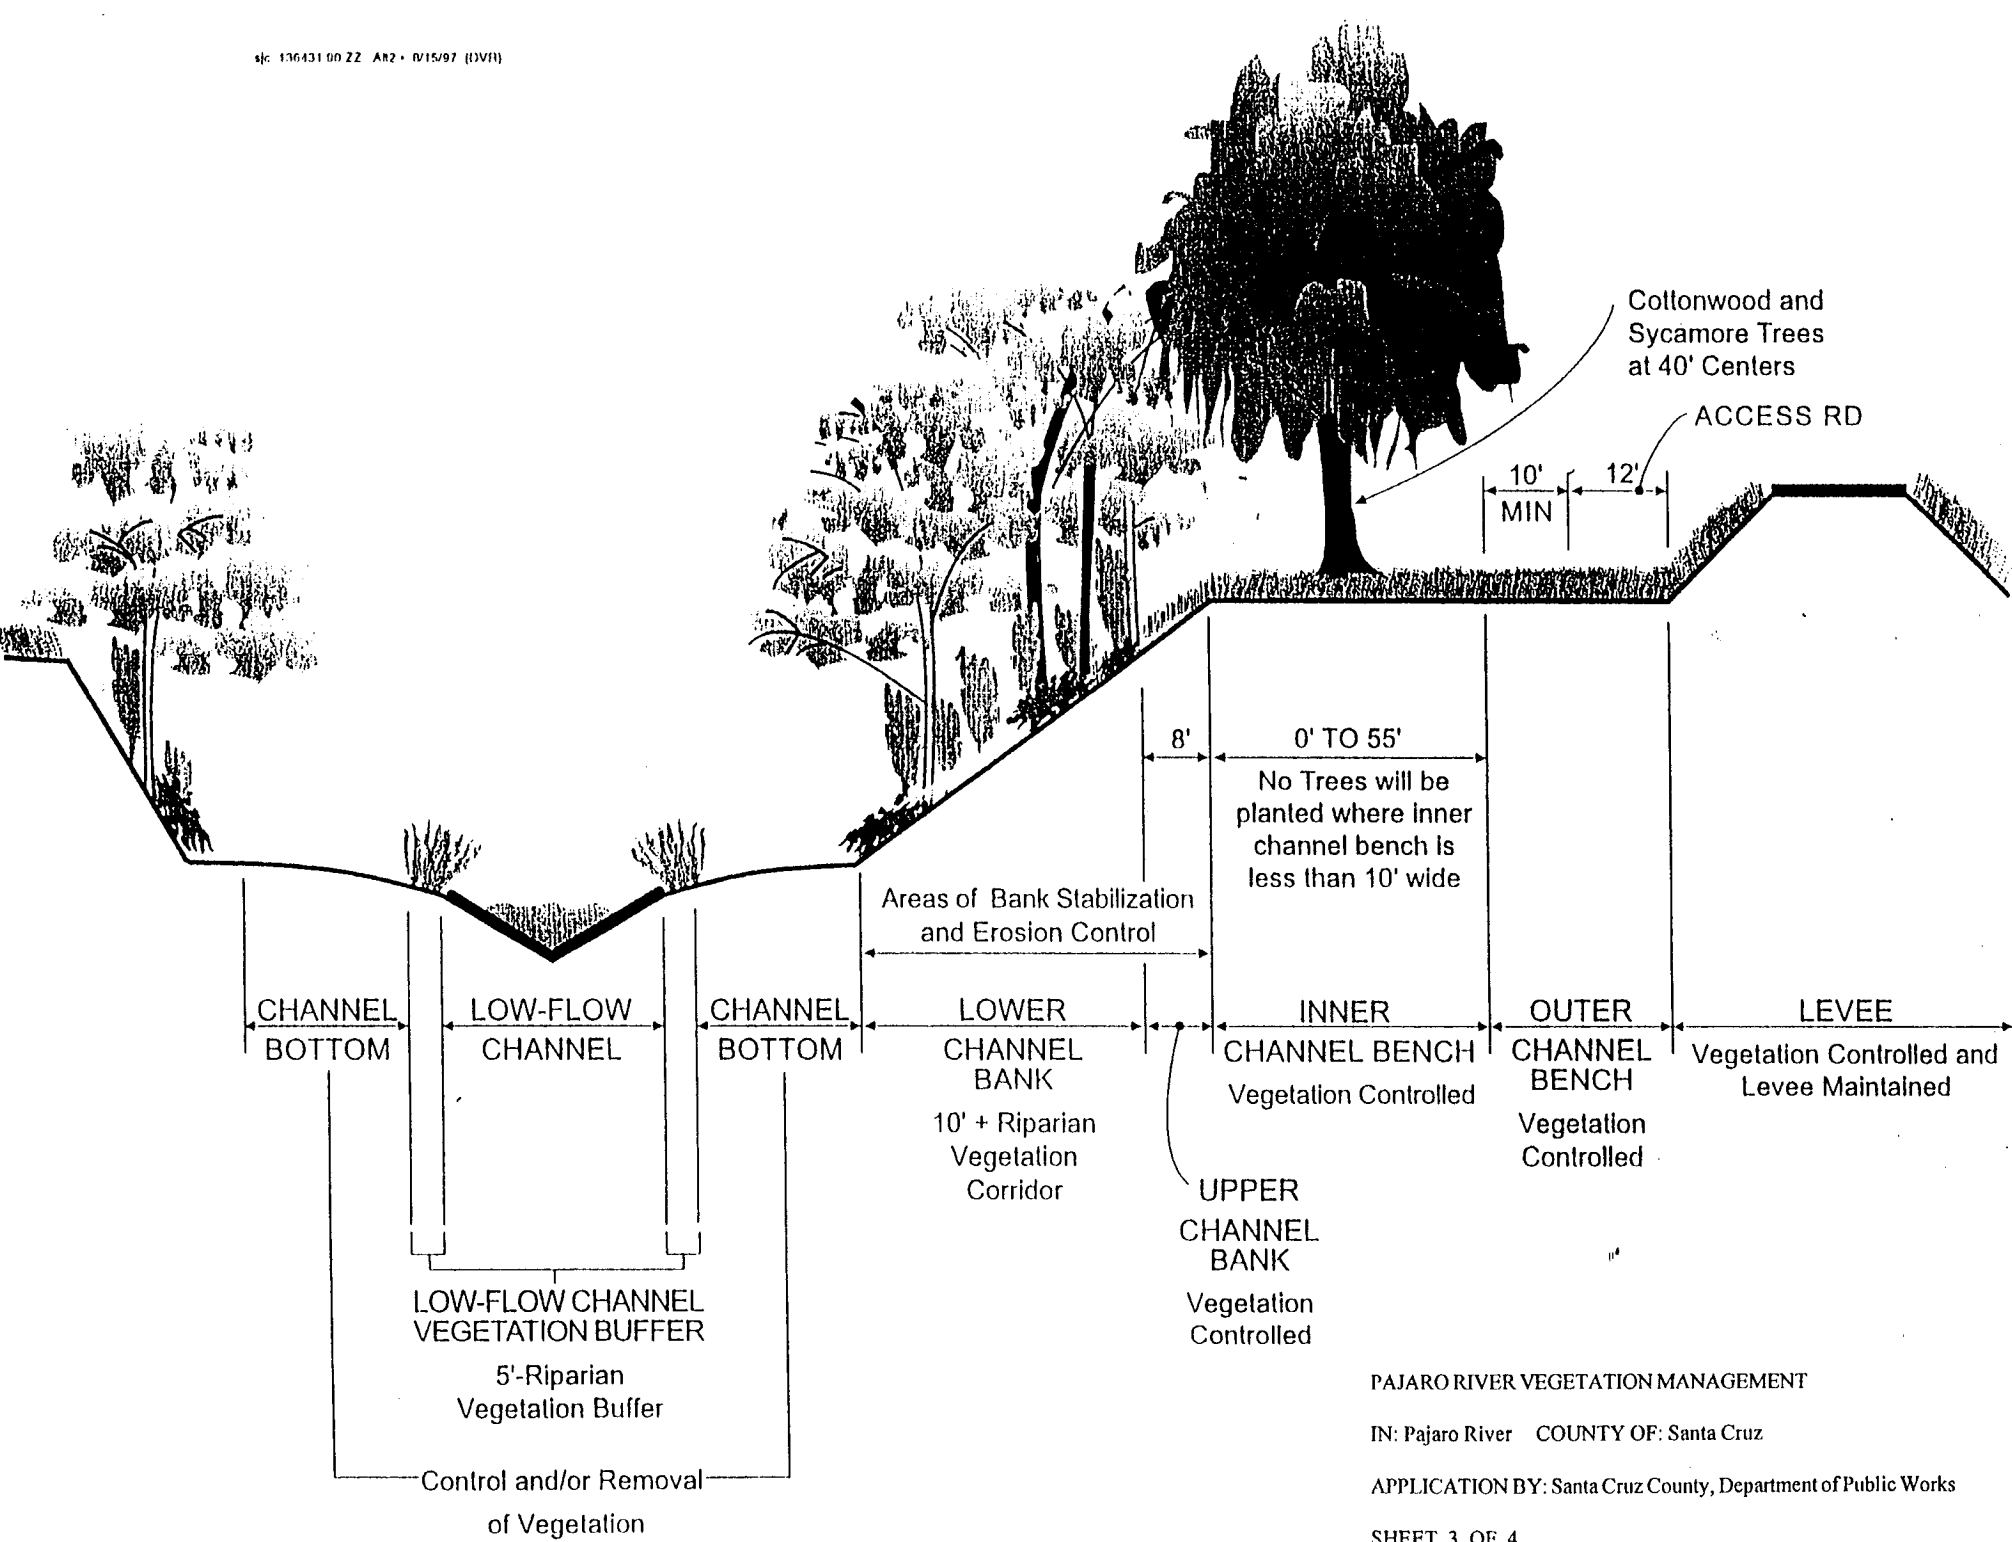 Cottonwood and
Sycamore Trees
at 40' Centers
ACCESS RD
10'
MIN
12'
8'
0' TO 55'
No Trees will be
planted where inner
channel bench is
less than 10' wide
Areas of Bank Stabilization
and Erosion Control
CHANNEL
BOTTOM
LOW-FLOW
CHANNEL
CHANNEL
BOTTOM
LOWER
CHANNEL
BANK
10' + Riparian
Vegetation
Corridor
INNER
CHANNEL BENCH
Vegetation Controlled
OUTER
CHANNEL
BENCH
Vegetation
Controlled
LEVEE
Vegetation Controlled and
Levee Maintained
UPPER
CHANNEL
BANK
Vegetation
Controlled
LOW-FLOW CHANNEL
VEGETATION BUFFER
5'-Riparian
Vegetation Buffer
Control and/or Removal
of Vegetation
PAJARO RIVER VEGETATION MANAGEMENT
IN: Pajaro River COUNTY OF: Santa Cruz
APPLICATION BY: Santa Cruz County, Department of Public Works
SHEET 3 OF 4